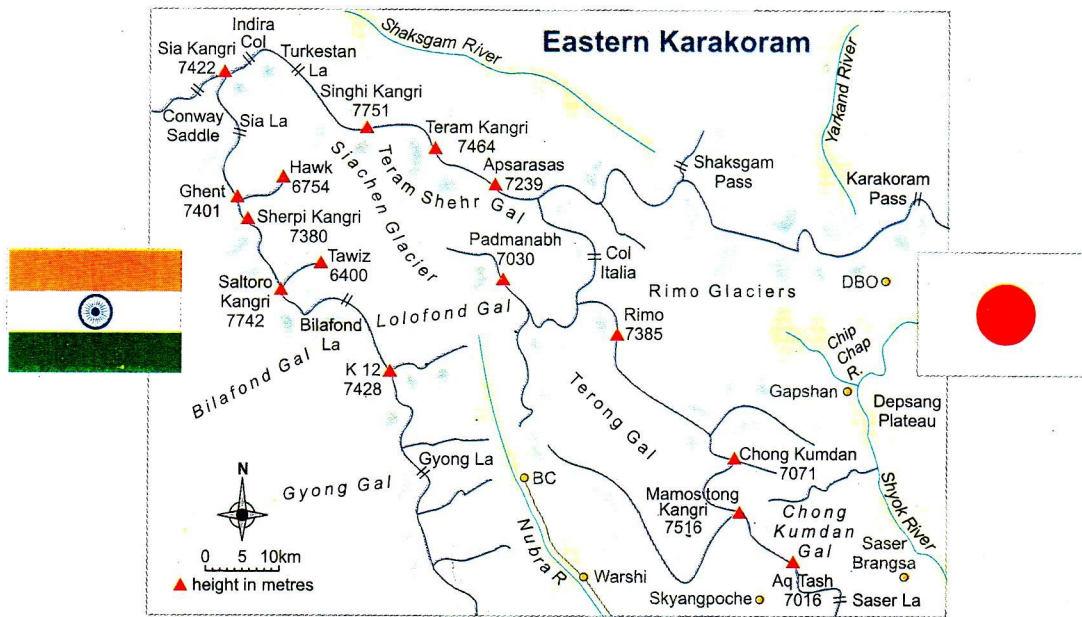 Eastern Karakoram
Indira
Col
Sia Kangri
7422
Turkestan
La
Shaksgam River
Yarkand River
Conway
Saddle
Sia La
Singhi Kangri
7751
Teram Kangri
7464
Apsarasas
7239
Shaksgam
Pass
Karakoram
Pass
Hawk
6754
Ghent
7401
Sherpi Kangri
7380
Siachen Glacier
Teram Shehr Gal
Tawiz
6400
Saltoro
Kangri
7742
Padmanabh
7030
Col
Italia
Rimo Glaciers
DBO
Bilafond
La
Lolofond Gal
Rimo
7385
Chip
Chap
R.
Bilafond Gal
K 12
7428
Gapshan
Depsang
Plateau
Terong Gal
Gyong La
Gyong Gal
BC
Chong Kumdan
7071
Mamostong
Kangri
7516
Chong
Kumdan
Gal
Shyok River
N
0 5 10km
height in metres
Nubra R
Warshi
Skyangpoche
Aq Tash
7016
Saser
Brangsa
Saser La